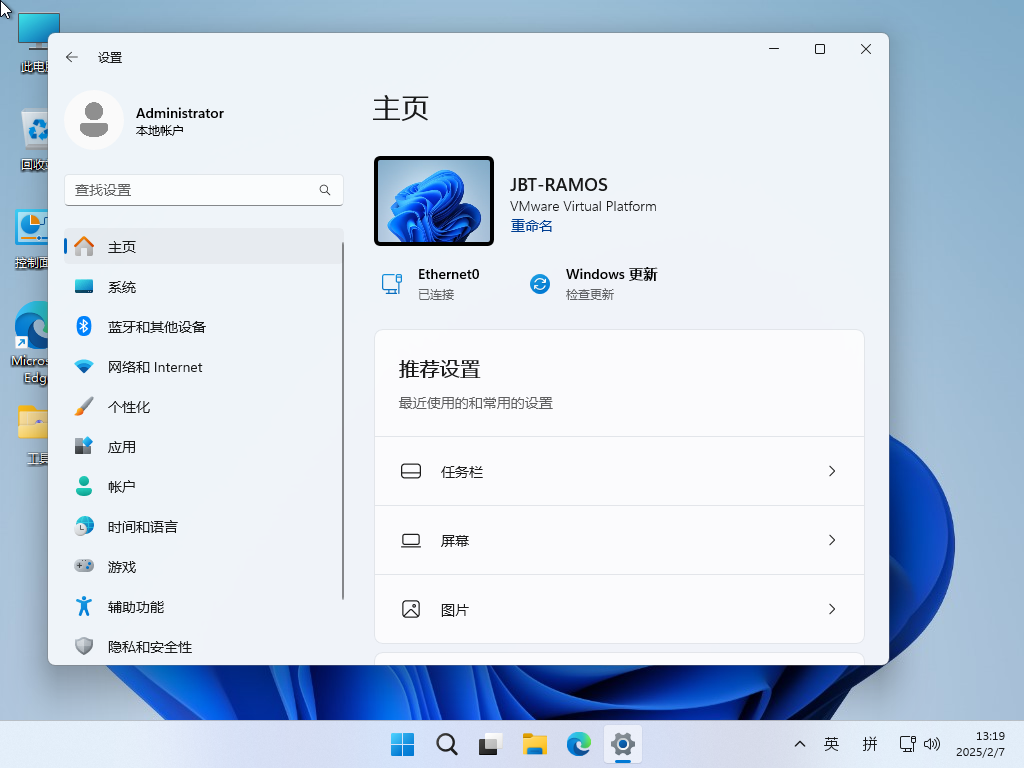 设置
Administrator
本地帐户
查找设置
主页
系统
蓝牙和其他设备
网络和 Internet
个性化
应用
帐户
时间和语言
游戏
辅助功能
隐私和安全性
主页
JBT-RAMOS
VMware Virtual Platform
重命名
Ethernet0
已连接
Windows 更新
检查更新
推荐设置
最近使用的和常用的设置
任务栏
屏幕
图片
此电
回收
控制面
Micros
Edg
工具
英
拼
13:19
2025/2/7